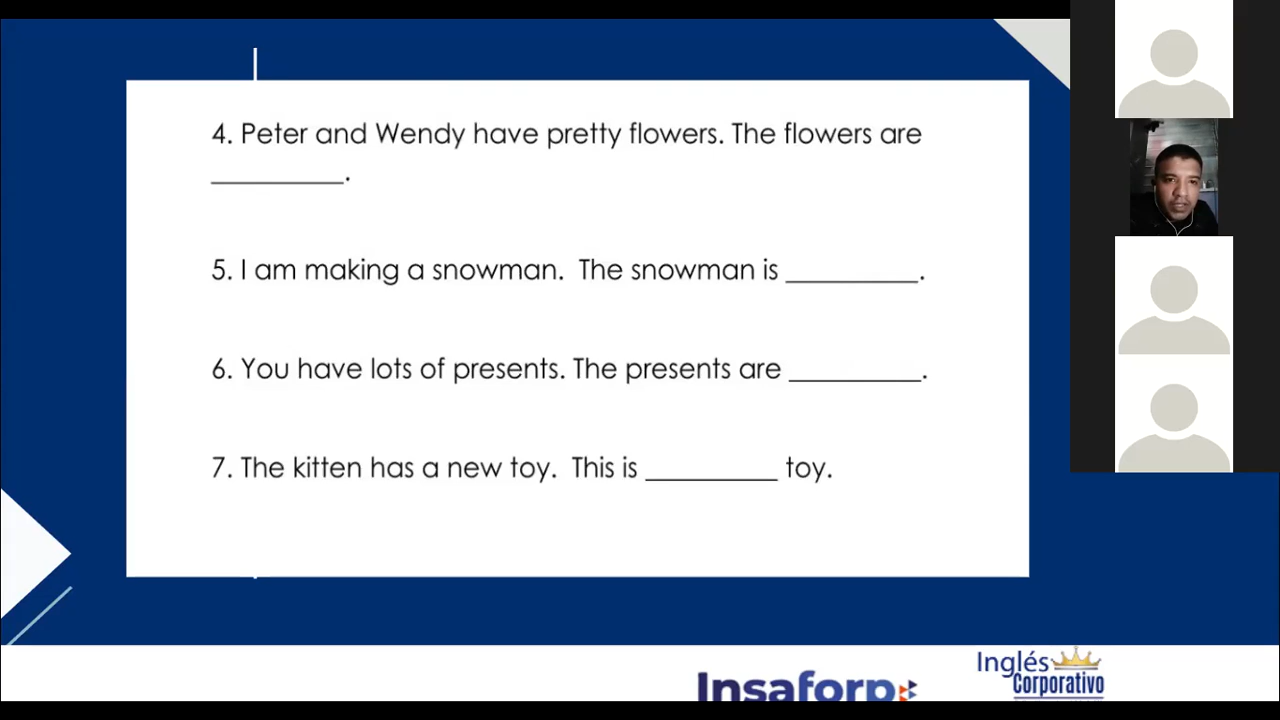 4. Peter and Wendy have pretty flowers. The flowers are
__________.
5. I am making a snowman.  The snowman is __________.
6. You have lots of presents. The presents are __________.
7. The kitten has a new toy.  This is __________ toy.
Insaforp
Inglés
Corporativo